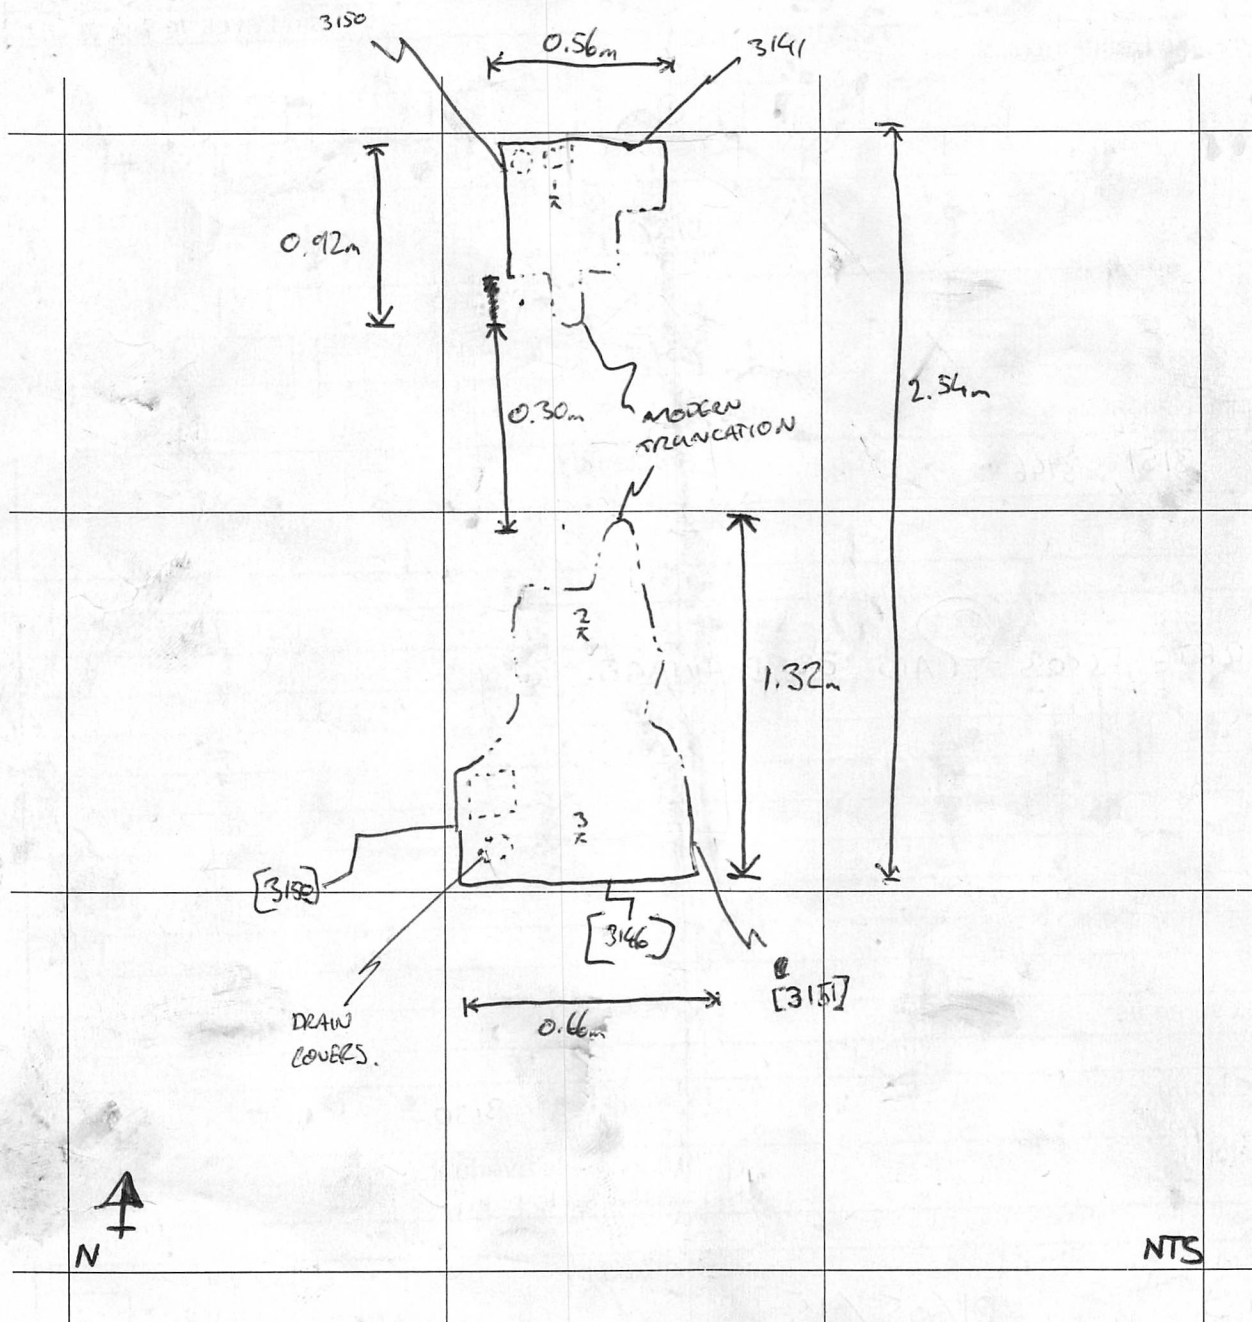 3150
0.56m
3141
0.92m
1
2.54m
0.30m
MODERN
TRUNCATION
2
1.32m
3
[3150]
[3146]
[3151]
DRAIN
COVERS.
0.66m
N
NTS